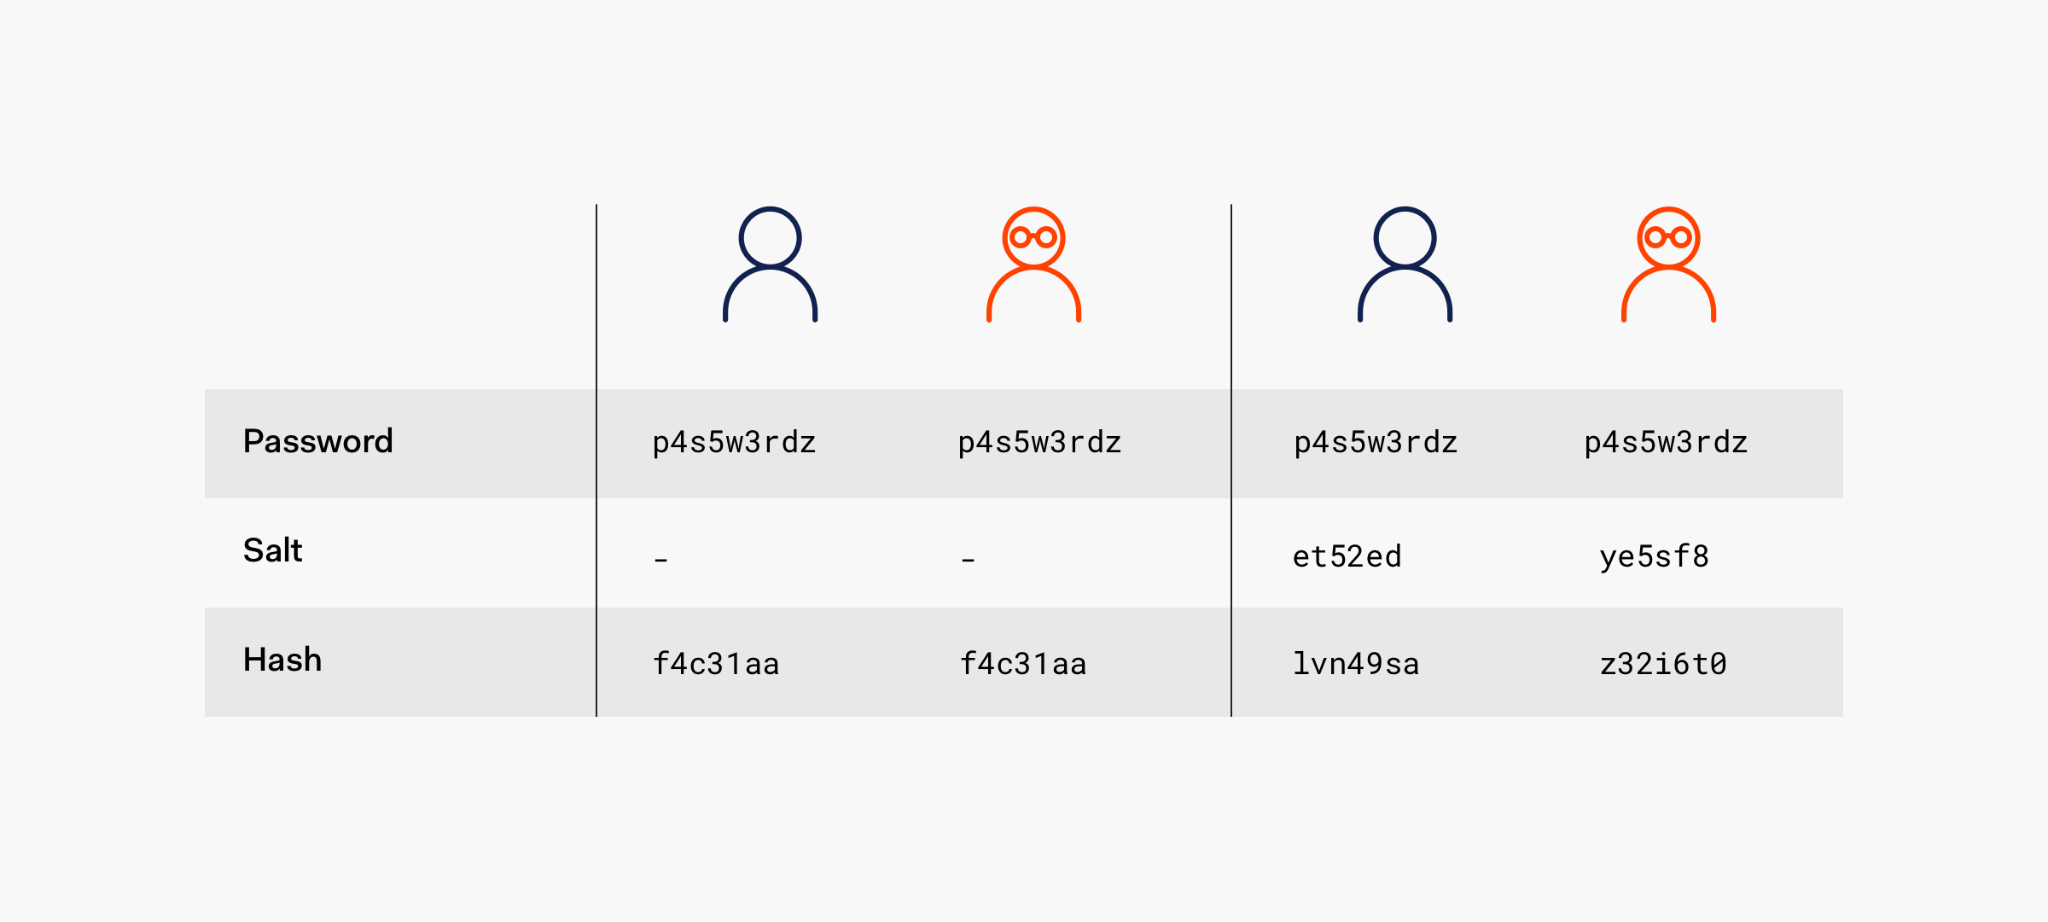 Password p4s5w3rdz p4s5w3rdz p4s5w3rdz p4s5w3rdz
Salt - - et52ed ye5sf8
Hash f4c31aa f4c31aa lvn49sa z32i6t0